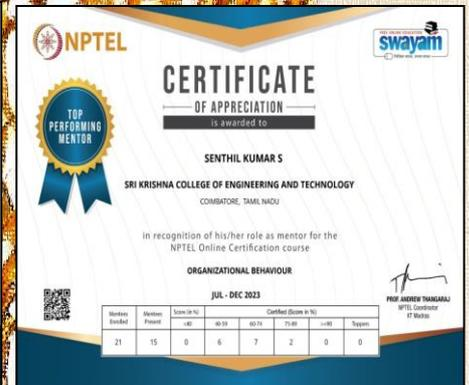 NPTEL
FREE ONLINE EDUCATION
swayam
CERTIFICATE
OF APPRECIATION
is awarded to
TOP
PERFORMING
MENTOR
SENTHIL KUMAR S
SRI KRISHNA COLLEGE OF ENGINEERING AND TECHNOLOGY
COIMBATORE, TAMIL NADU
in recognition of his/her role as mentor for the
NPTEL Online Certification course
ORGANIZATIONAL BEHAVIOUR
JUL - DEC 2023
PROF. ANDREW THANGARAJ
NPTEL Coordinator
IIT Madras
Mentees Enrolled Mentees Present Score (in %) Certified (Score in %)
<40 40-59 60-74 75-89 >=90 Toppers
21 15 0 6 7 2 0 0